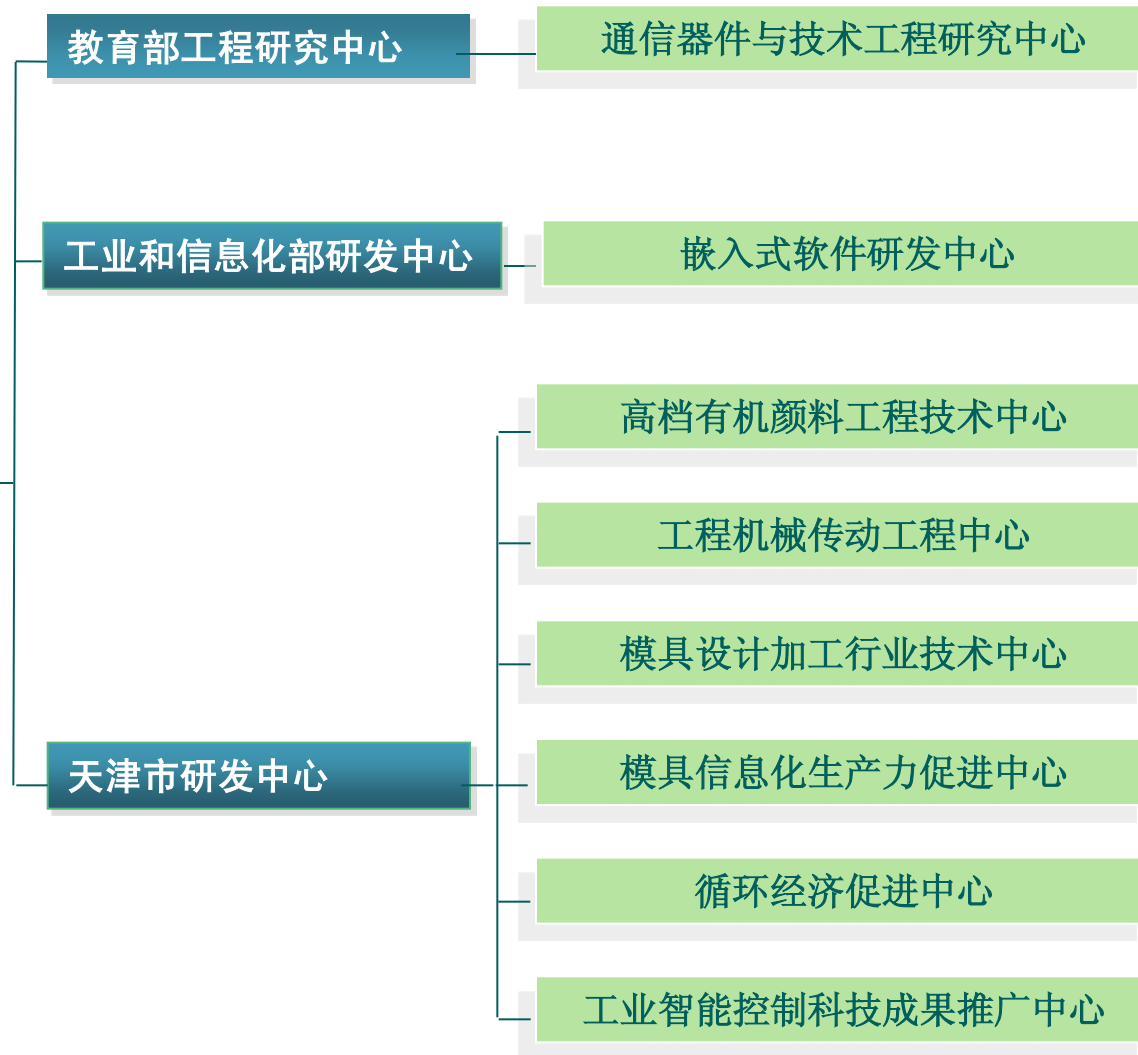 教育部工程研究中心
通信器件与技术工程研究中心
工业和信息化部研发中心
嵌入式软件研发中心
天津市研发中心
高档有机颜料工程技术中心
工程机械传动工程中心
模具设计加工行业技术中心
模具信息化生产力促进中心
循环经济促进中心
工业智能控制科技成果推广中心